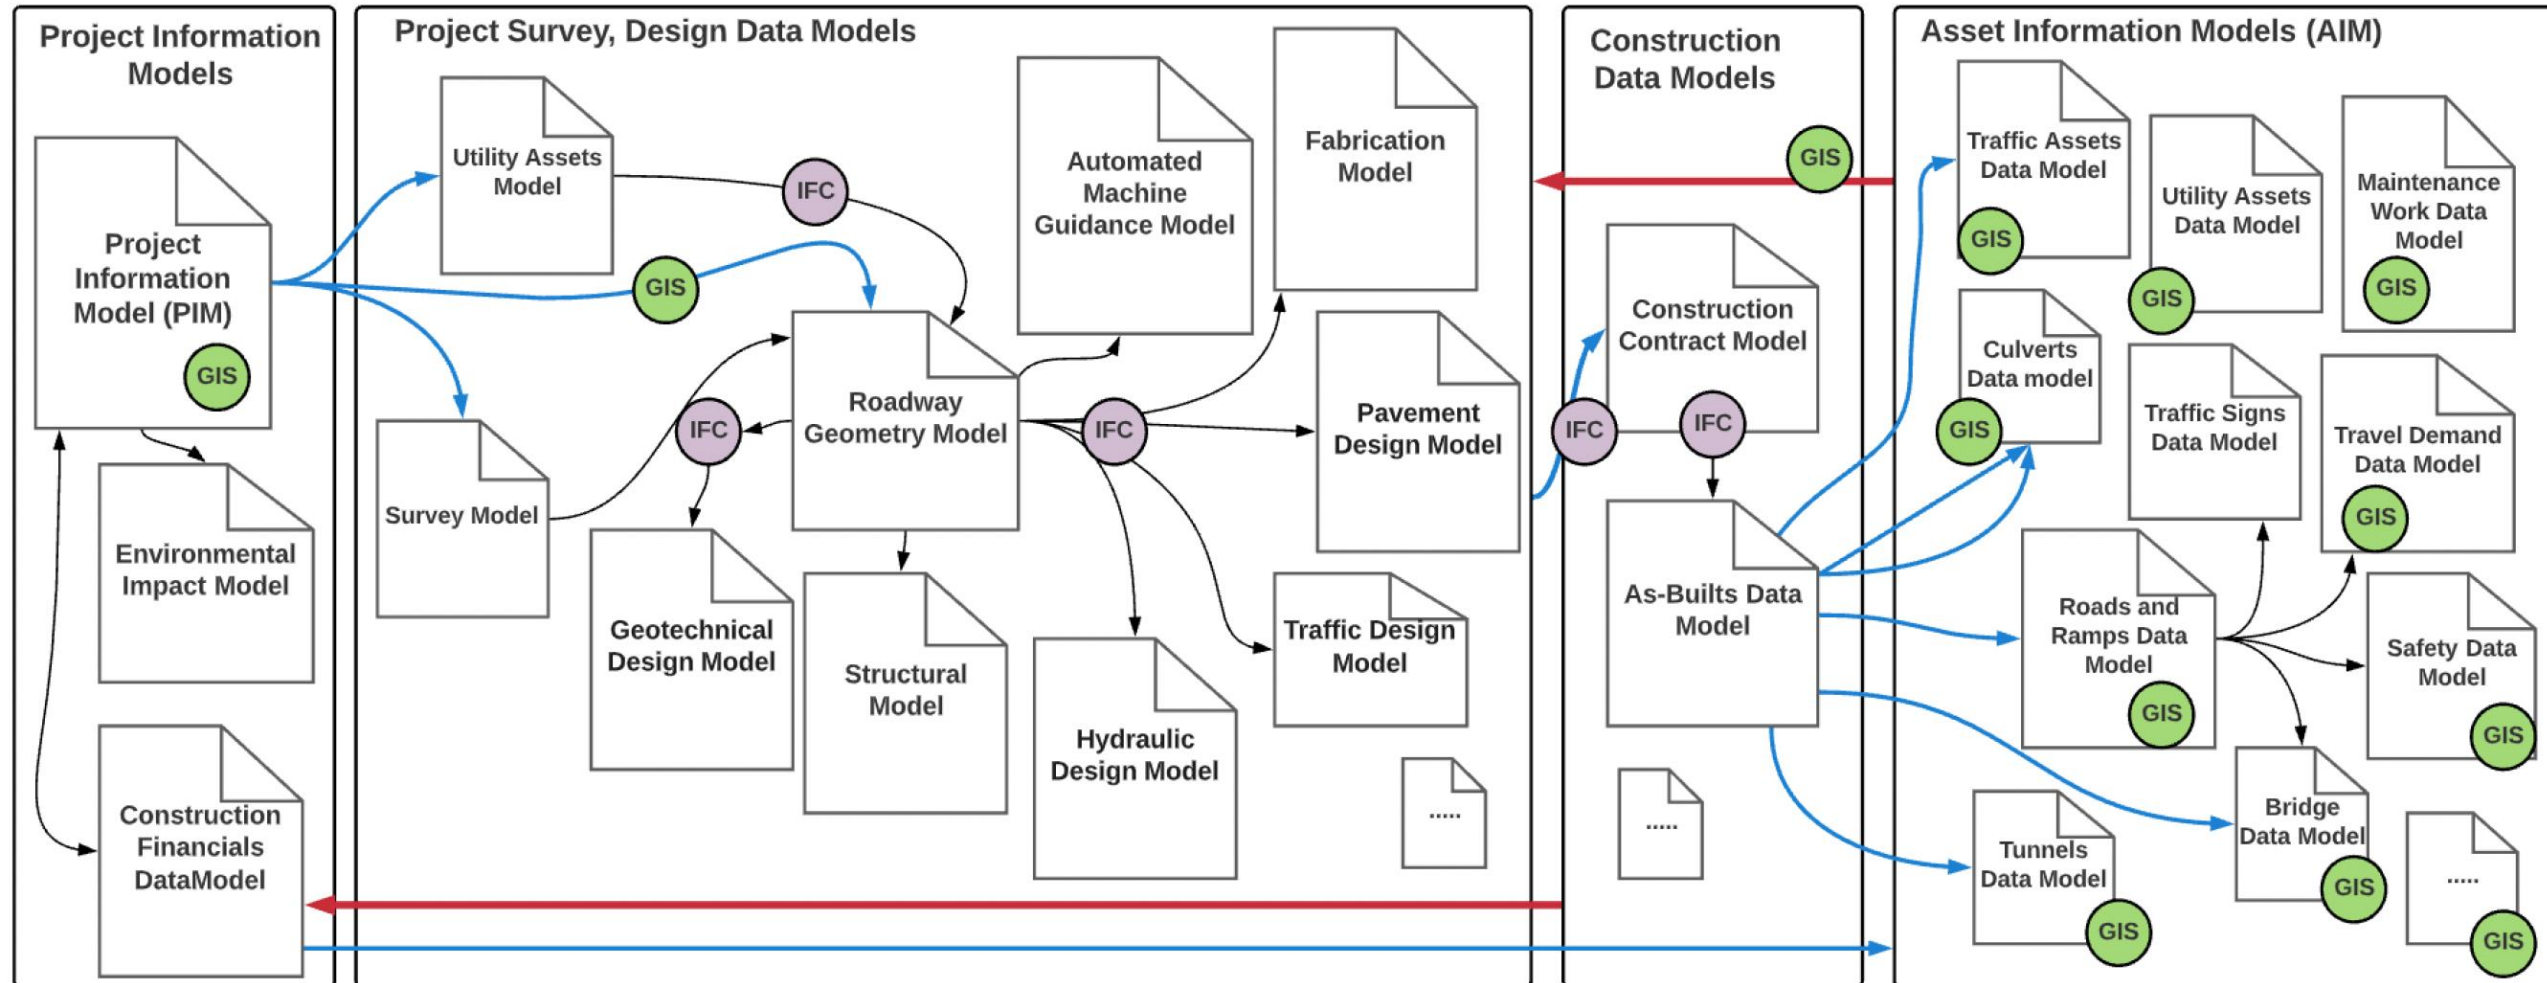 Project Information
Models
Project
Information
Model (PIM)
GIS
Environmental
Impact Model
Construction
Financials
DataModel
Project Survey, Design Data Models
Utility Assets
Model
IFC
GIS
Survey Model
IFC
Roadway
Geometry Model
IFC
Automated
Machine
Guidance Model
Fabrication
Model
Pavement
Design Model
Geotechnical
Design Model
Structural
Model
Hydraulic
Design Model
Traffic Design
Model
.....
Construction
Data Models
GIS
Construction
Contract Model
IFC
IFC
As-Builts Data
Model
.....
Asset Information Models (AIM)
Traffic Assets
Data Model
GIS
Utility Assets
Data Model
GIS
Maintenance
Work Data
Model
GIS
Culverts
Data model
GIS
Traffic Signs
Data Model
Travel Demand
Data Model
GIS
Roads and
Ramps Data
Model
GIS
Safety Data
Model
GIS
Tunnels
Data Model
GIS
Bridge
Data Model
GIS
.....
GIS